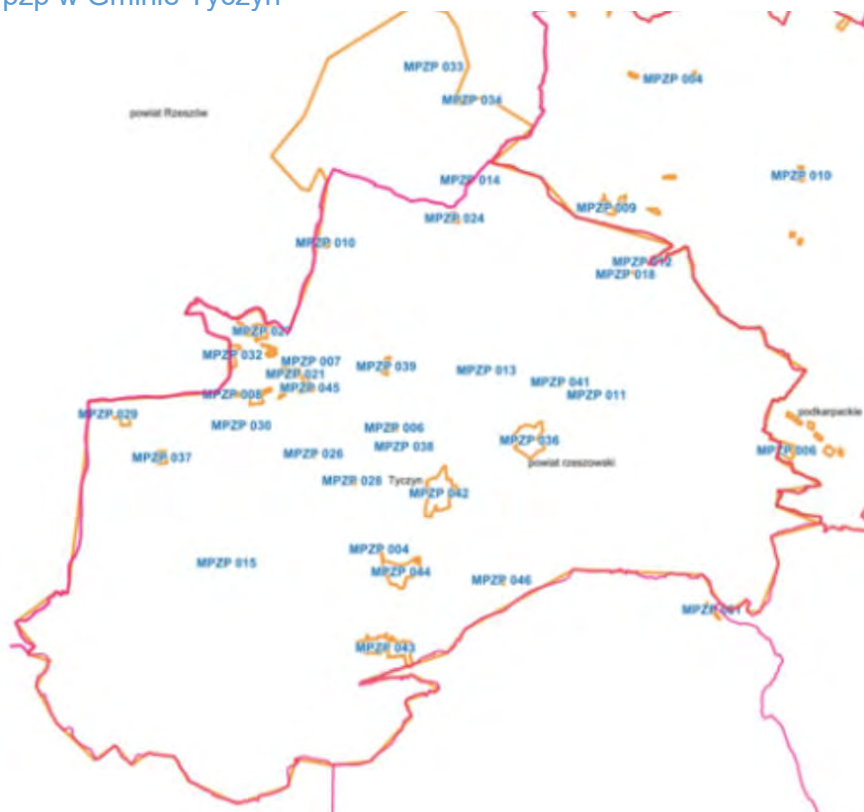 mpzp w Gminie Tyczyn
MPZP 033
MPZP 004
MPZP 034
powiat Rzeszów
MPZP 014
MPZP 010
MPZP 009
MPZP 024
MPZP 010
MPZP 012
MPZP 018
MPZP 032
MPZP 007
MPZP 039
MPZP 013
MPZP 021
MPZP 041
MPZP 045
MPZP 008
MPZP 011
MPZP 029
podkarpackie
MPZP 030
MPZP 006
MPZP 036
MPZP 038
MPZP 006
MPZP 037
MPZP 026
powiat rzeszowski
MPZP 028
Tyczyn
MPZP 042
MPZP 004
MPZP 015
MPZP 044
MPZP 046
MPZP 043